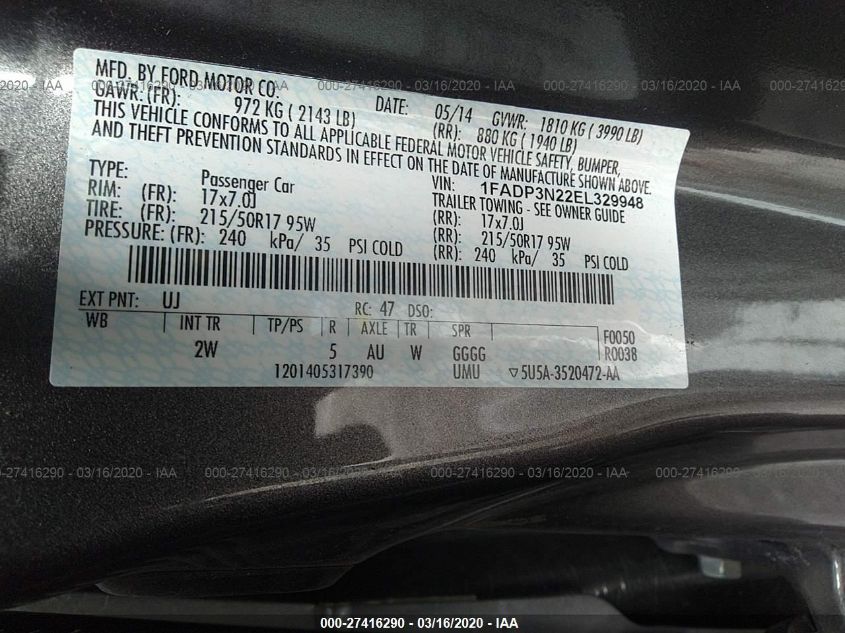 MFD. BY FORD MOTOR CO.
DATE: 05/14 GVWR: 1810 KG ( 3990 LB)
GAWR: (FR): 972 KG ( 2143 LB) (RR): 880 KG ( 1940 LB)
THIS VEHICLE CONFORMS TO ALL APPLICABLE FEDERAL MOTOR VEHICLE SAFETY, BUMPER,
AND THEFT PREVENTION STANDARDS IN EFFECT ON THE DATE OF MANUFACTURE SHOWN ABOVE.
VIN: 1FADP3N22EL329948
TYPE: Passenger Car TRAILER TOWING - SEE OWNER GUIDE
RIM: (FR): 17x7.0J (RR): 17x7.0J
TIRE: (FR): 215/50R17 95W (RR): 215/50R17 95W
PRESSURE: (FR): 240 kPa/ 35 PSI COLD (RR): 240 kPa/ 35 PSI COLD
EXT PNT: UJ RC: 47 DSO:
WB INT TR TP/PS R AXLE TR SPR F0050
2W 5 AU W GGGG R0038
1201405317390 UMU ▽5U5A-3520472-AA
000-27416290 - 03/16/2020 - IAA